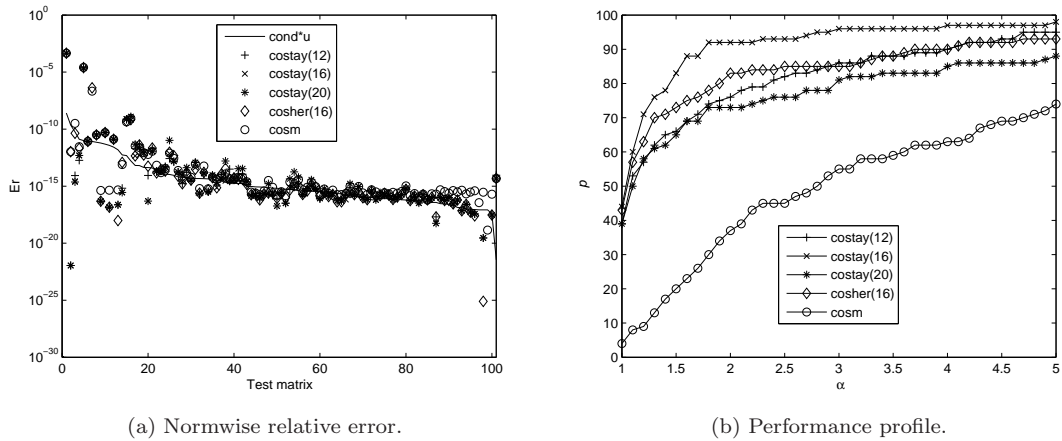 10^0
10^-5
10^-10
10^-15
10^-20
10^-25
10^-30
Er
0 20 40 60 80 100
Test matrix
cond*u
costay(12)
costay(16)
costay(20)
cosher(16)
cosm
(a) Normwise relative error.
100
90
80
70
60
50
40
30
20
10
0
p
1 1.5 2 2.5 3 3.5 4 4.5 5
α
costay(12)
costay(16)
costay(20)
cosher(16)
cosm
(b) Performance profile.